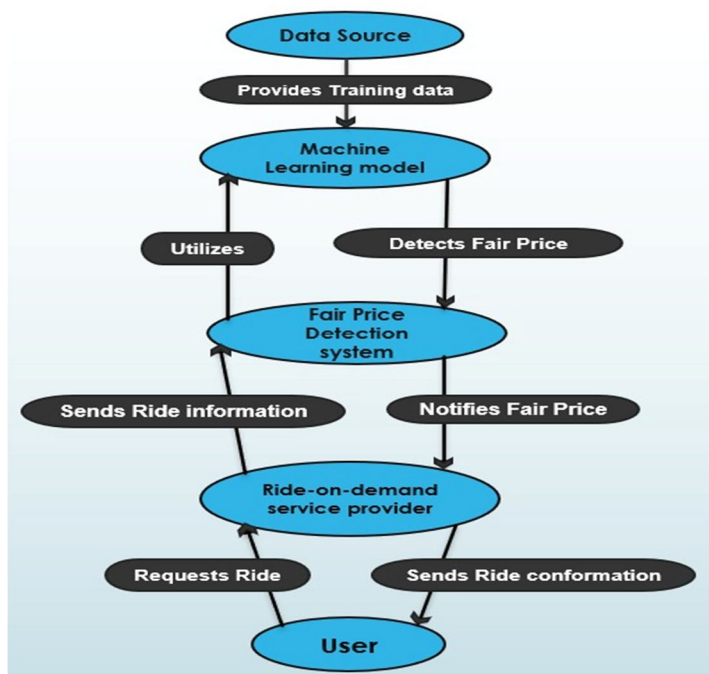 Data Source
Provides Training data
Machine
Learning model
Utilizes
Detects Fair Price
Fair Price
Detection
system
Sends Ride information
Notifies Fair Price
Ride-on-demand
service provider
Requests Ride
Sends Ride conformation
User